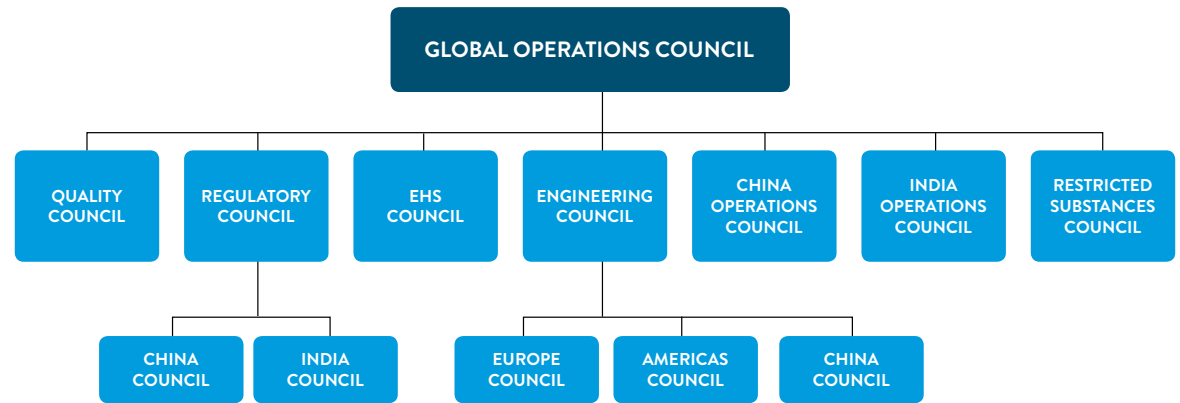 GLOBAL OPERATIONS COUNCIL
QUALITY
COUNCIL
REGULATORY
COUNCIL
EHS
COUNCIL
ENGINEERING
COUNCIL
CHINA
OPERATIONS
COUNCIL
INDIA
OPERATIONS
COUNCIL
RESTRICTED
SUBSTANCES
COUNCIL
CHINA
COUNCIL
INDIA
COUNCIL
EUROPE
COUNCIL
AMERICAS
COUNCIL
CHINA
COUNCIL